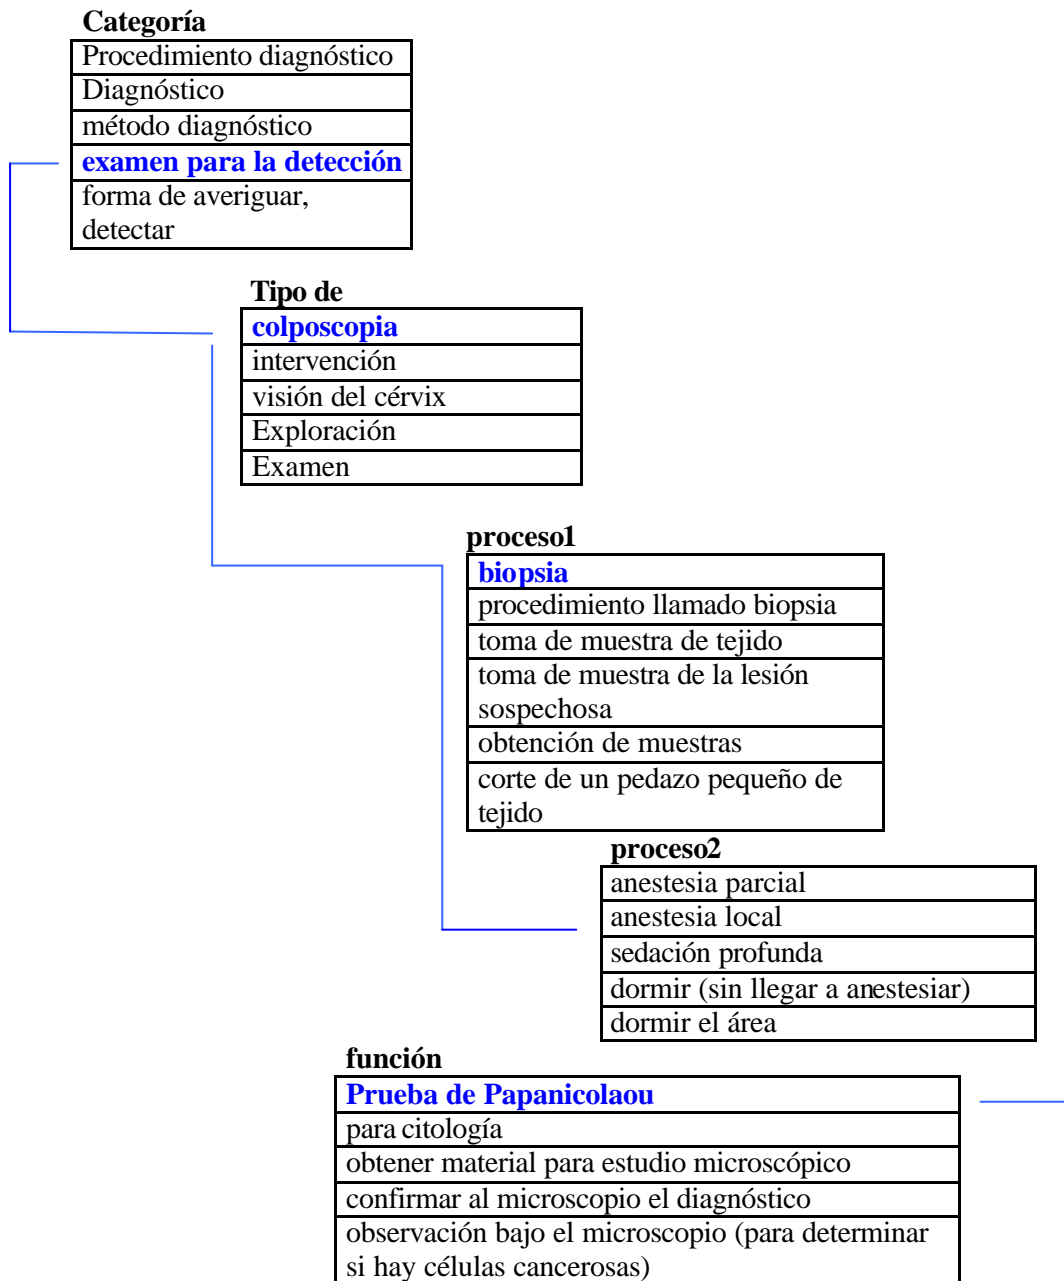 Categoría
Procedimiento diagnóstico
Diagnóstico
método diagnóstico
examen para la detección
forma de averiguar,
detectar
Tipo de
colposcopia
intervención
visión del cérvix
Exploración
Examen
proceso1
biopsia
procedimiento llamado biopsia
toma de muestra de tejido
toma de muestra de la lesión
sospechosa
obtención de muestras
corte de un pedazo pequeño de
tejido
proceso2
anestesia parcial
anestesia local
sedación profunda
dormir (sin llegar a anestesiar)
dormir el área
función
Prueba de Papanicolaou
para citología
obtener material para estudio microscópico
confirmar al microscopio el diagnóstico
observación bajo el microscopio (para determinar
si hay células cancerosas)